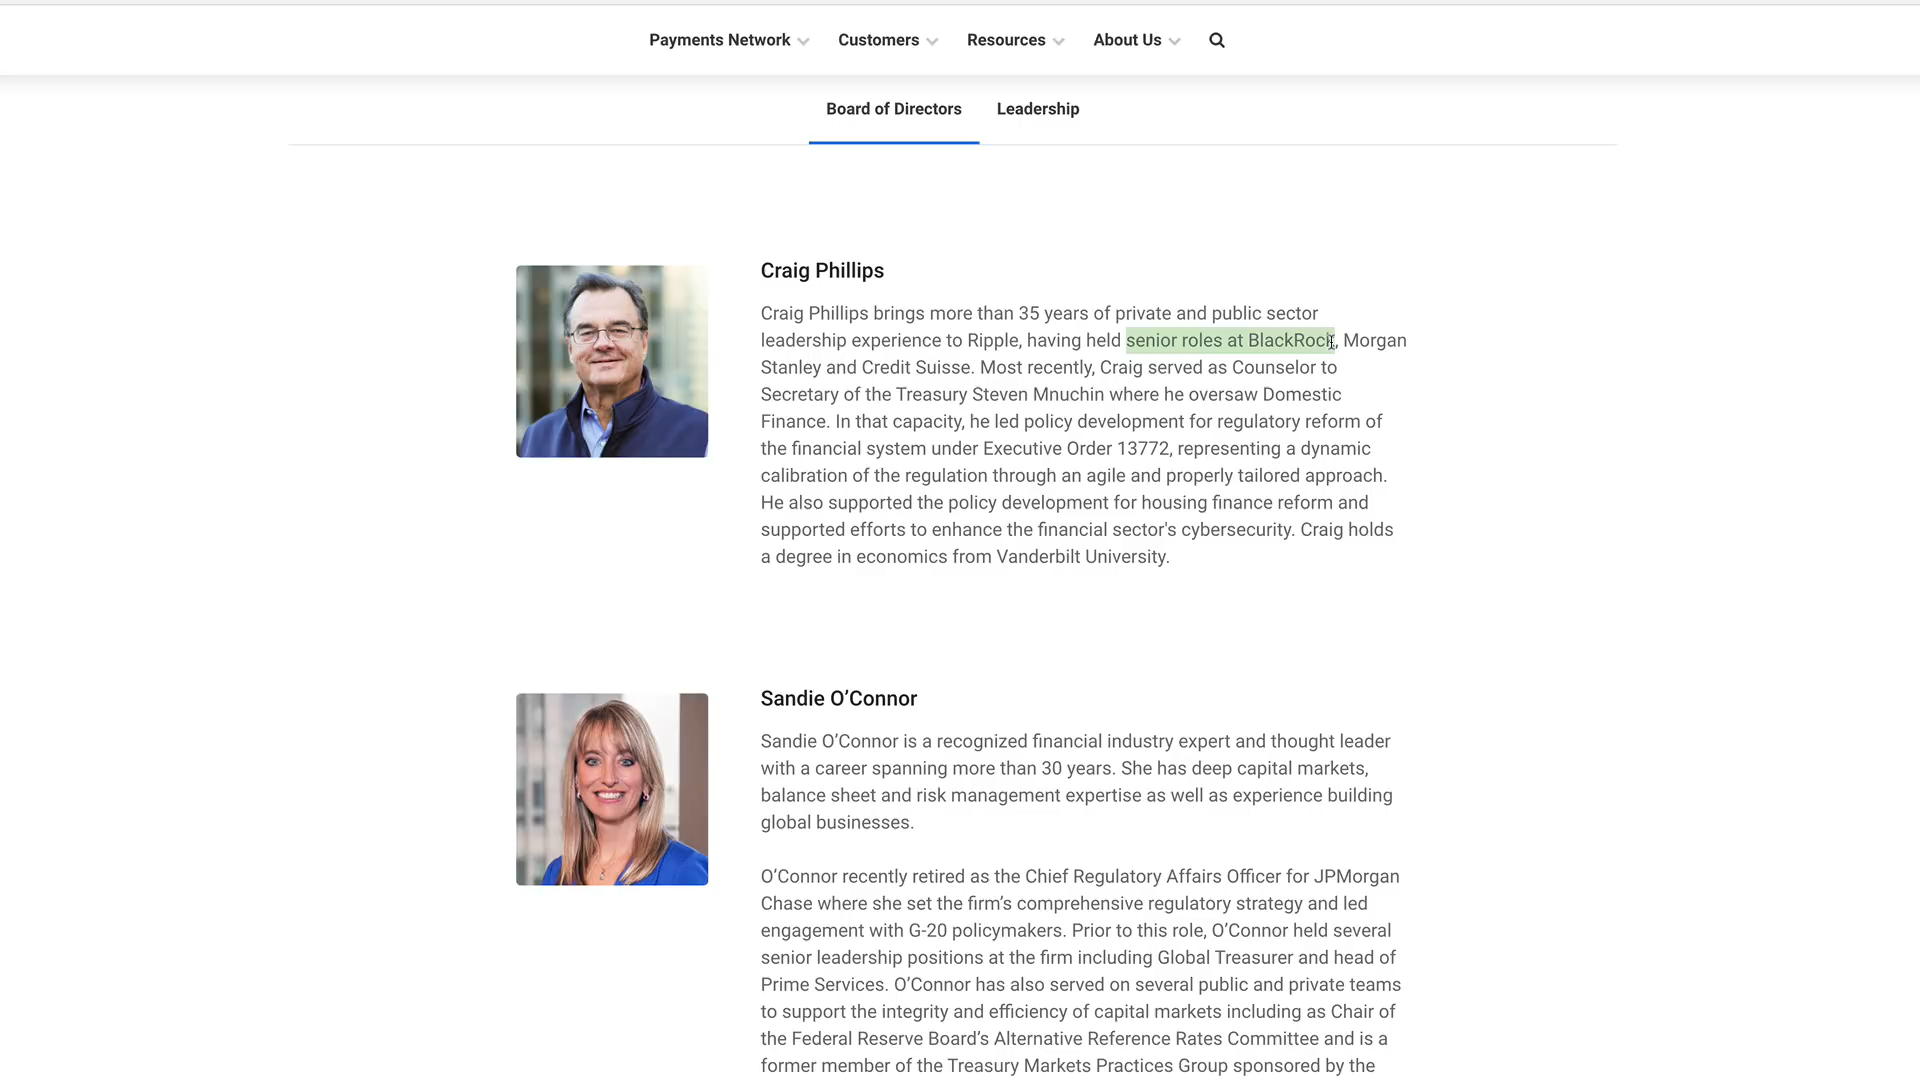 Payments Network Customers Resources About Us
Board of Directors Leadership
Craig Phillips
Craig Phillips brings more than 35 years of private and public sector
leadership experience to Ripple, having held senior roles at BlackRock, Morgan
Stanley and Credit Suisse. Most recently, Craig served as Counselor to
Secretary of the Treasury Steven Mnuchin where he oversaw Domestic
Finance. In that capacity, he led policy development for regulatory reform of
the financial system under Executive Order 13772, representing a dynamic
calibration of the regulation through an agile and properly tailored approach.
He also supported the policy development for housing finance reform and
supported efforts to enhance the financial sector's cybersecurity. Craig holds
a degree in economics from Vanderbilt University.
Sandie O’Connor
Sandie O’Connor is a recognized financial industry expert and thought leader
with a career spanning more than 30 years. She has deep capital markets,
balance sheet and risk management expertise as well as experience building
global businesses.
O’Connor recently retired as the Chief Regulatory Affairs Officer for JPMorgan
Chase where she set the firm’s comprehensive regulatory strategy and led
engagement with G-20 policymakers. Prior to this role, O’Connor held several
senior leadership positions at the firm including Global Treasurer and head of
Prime Services. O’Connor has also served on several public and private teams
to support the integrity and efficiency of capital markets including as Chair of
the Federal Reserve Board’s Alternative Reference Rates Committee and is a
former member of the Treasury Markets Practices Group sponsored by the